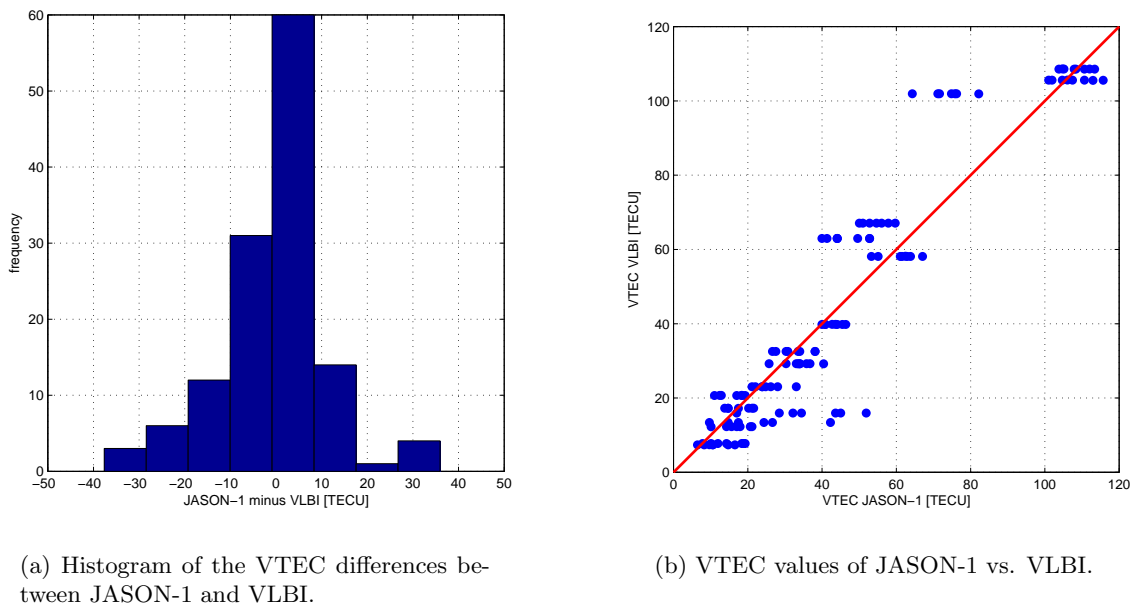 60
50
40
30
20
10
0
−50 −40 −30 −20 −10 0 10 20 30 40 50
frequency
JASON−1 minus VLBI [TECU]
(a) Histogram of the VTEC differences be-
tween JASON-1 and VLBI.
120
100
80
60
40
20
0
0 20 40 60 80 100 120
VTEC VLBI [TECU]
VTEC JASON−1 [TECU]
(b) VTEC values of JASON-1 vs. VLBI.